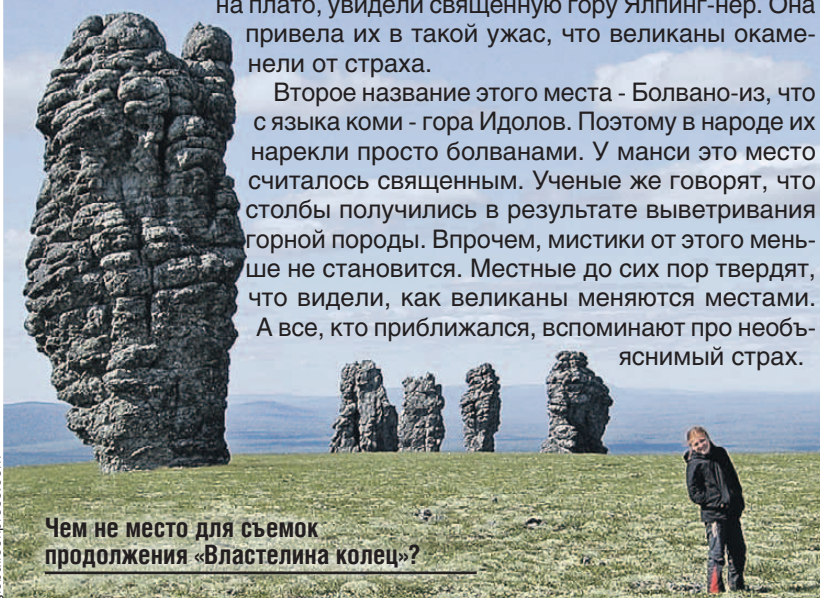 на плато, увидели священную гору Ялпинг-нер. Она
привела их в такой ужас, что великаны окаме-
нели от страха.
Второе название этого места - Болвано-из, что
с языка коми - гора Идолов. Поэтому в народе их
нарекли просто болванами. У манси это место
считалось священным. Ученые же говорят, что
столбы получились в результате выветривания
горной породы. Впрочем, мистики от этого мень-
ше не становится. Местные до сих пор твердят,
что видели, как великаны меняются местами.
А все, кто приближался, вспоминают про необъ-
яснимый страх.
Чем не место для съемок
продолжения «Властелина колец»?